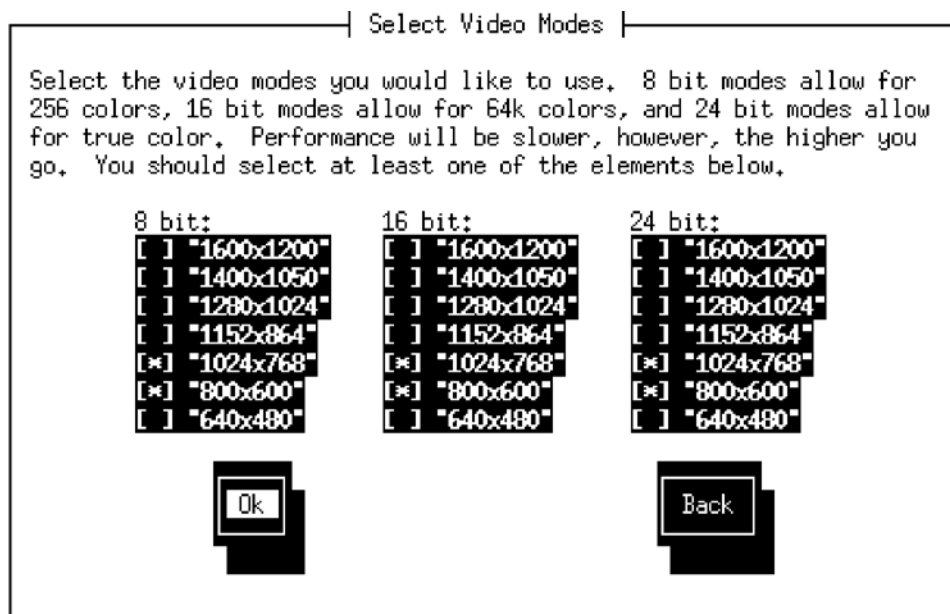 Select Video Modes
Select the video modes you would like to use.  8 bit modes allow for
256 colors, 16 bit modes allow for 64k colors, and 24 bit modes allow
for true color.  Performance will be slower, however, the higher you
go.  You should select at least one of the elements below.
8 bit: 16 bit: 24 bit:
[ ] "1600x1200" [ ] "1600x1200" [ ] "1600x1200"
[ ] "1400x1050" [ ] "1400x1050" [ ] "1400x1050"
[ ] "1280x1024" [ ] "1280x1024" [ ] "1280x1024"
[ ] "1152x864" [ ] "1152x864" [ ] "1152x864"
[*] "1024x768" [*] "1024x768" [*] "1024x768"
[*] "800x600" [*] "800x600" [*] "800x600"
[ ] "640x480" [ ] "640x480" [ ] "640x480"
Ok Back